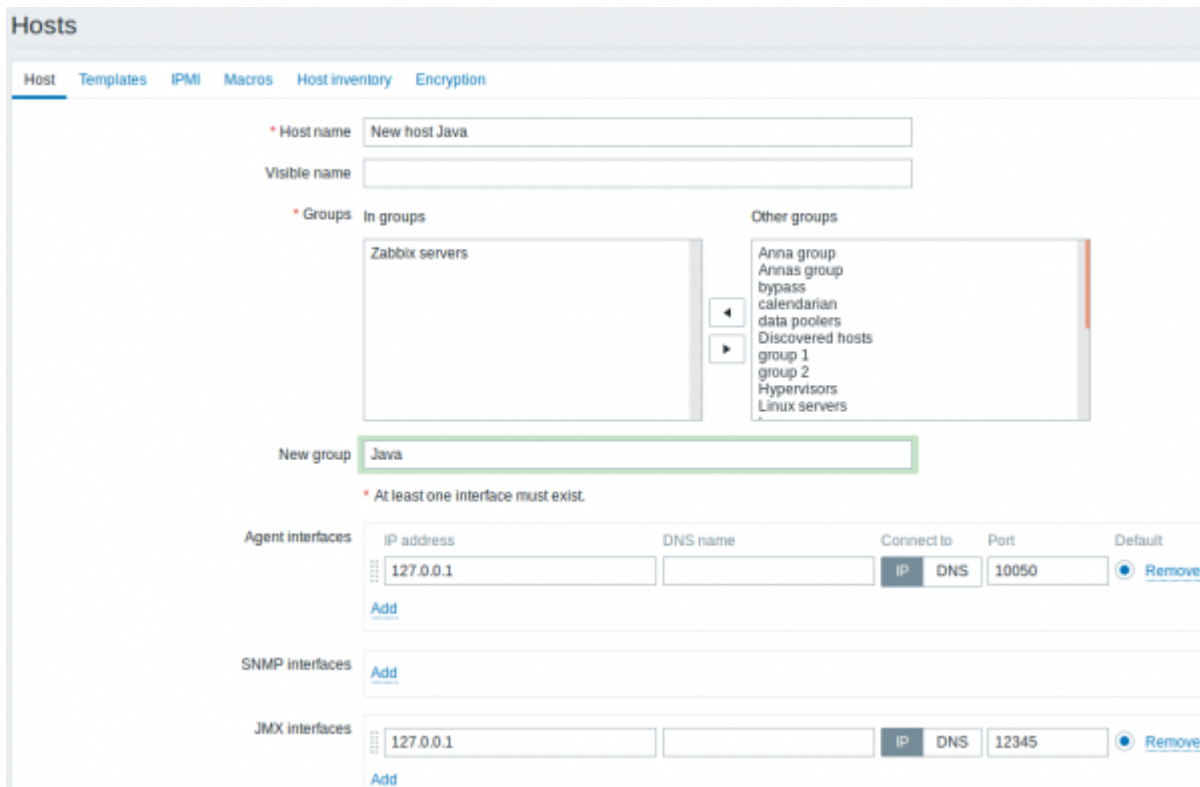 Hosts
Host Templates IPMI Macros Host inventory Encryption
* Host name New host Java
Visible name
* Groups In groups Other groups
Zabbix servers
Anna group
Annas group
bypass
calendarian
data poolers
Discovered hosts
group 1
group 2
Hypervisors
Linux servers
New group Java
* At least one interface must exist.
Agent interfaces IP address DNS name Connect to Port Default
127.0.0.1 IP DNS 10050 Remove
Add
SNMP interfaces Add
JMX interfaces 127.0.0.1 IP DNS 12345 Remove
Add